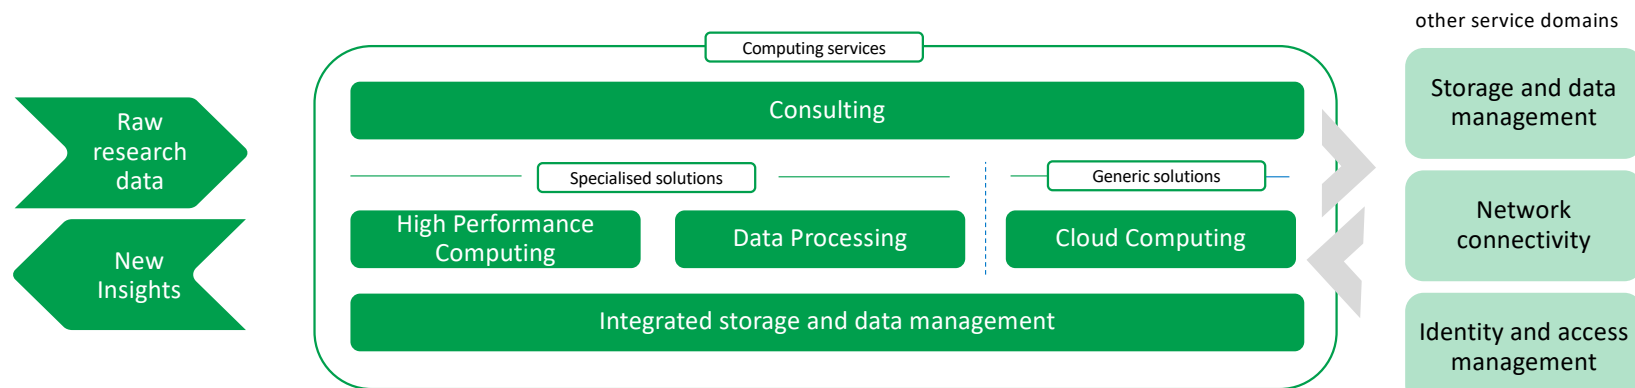 other service domains
Computing services
Raw
research
data
New
Insights
Consulting
Specialised solutions
Generic solutions
High Performance
Computing
Data Processing
Cloud Computing
Integrated storage and data management
Storage and data
management
Network
connectivity
Identity and access
management